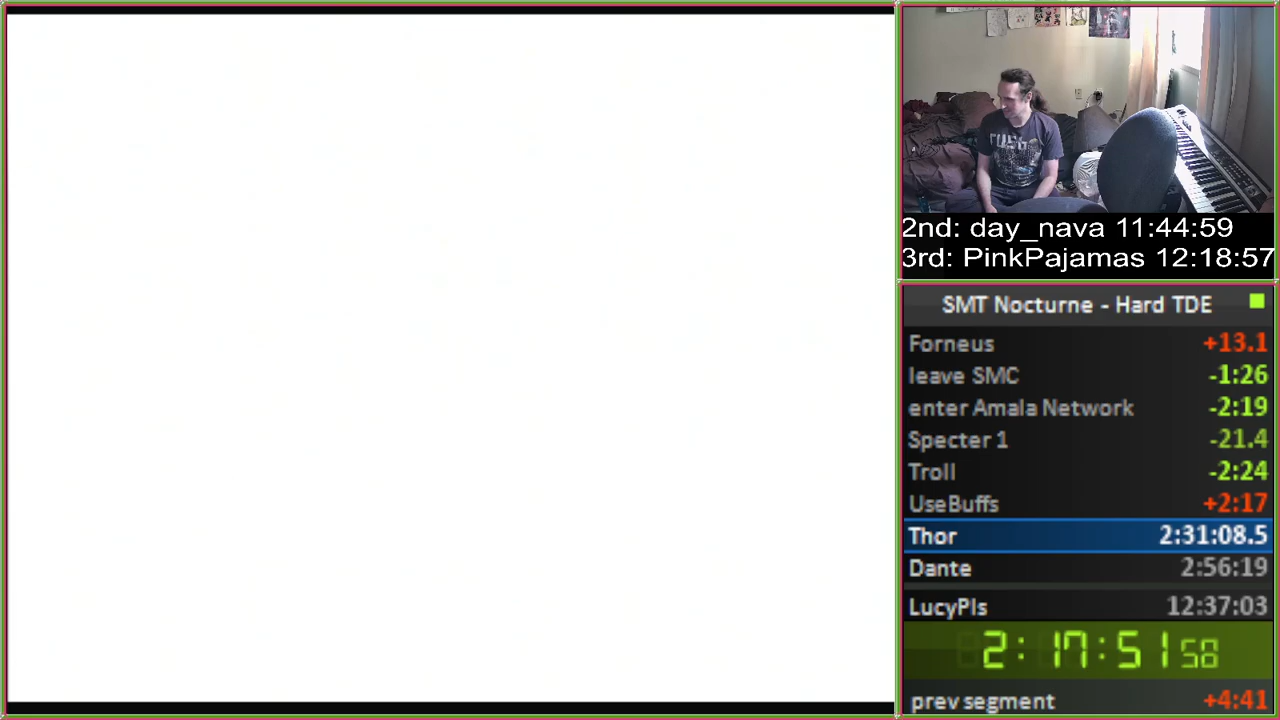 2nd: day_nava 11:44:59
3rd: PinkPajamas 12:18:57
SMT Nocturne - Hard TDE
Forneus +13.1
leave SMC -1:26
enter Amala Network -2:19
Specter 1 -21.4
Troll -2:24
UseBuffs +2:17
Thor 2:31:08.5
Dante 2:56:19
LucyPls 12:37:03
2:17:51 58
prev segment +4:41